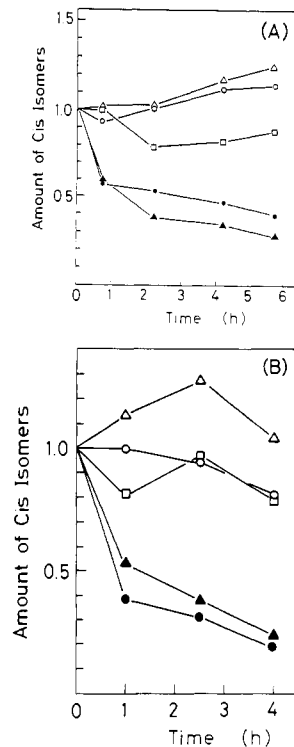 (A)
1.5
1.0
0.5
Amount of Cis Isomers
0 1 2 3 4 5 6
Time (h)
(B)
1.0
0.5
0
Amount of Cis Isomers
0 1 2 3 4
Time (h)